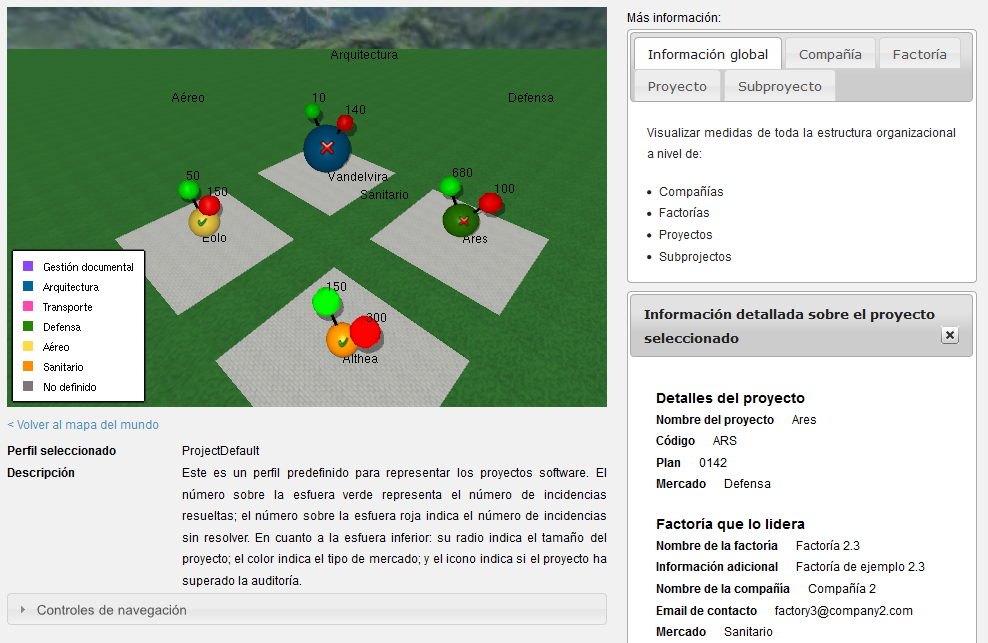 Arquitectura
Aéreo
Defensa
10
140
Vandelvira
Sanitario
680
100
50
150
Eolo
Ares
150
300
Althea
Gestión documental
Arquitectura
Transporte
Defensa
Aéreo
Sanitario
No definido
< Volver al mapa del mundo
Perfil seleccionado ProjectDefault
Descripción Este es un perfil predefinido para representar los proyectos software. El
número sobre la esfuera verde representa el número de incidencias
resueltas; el número sobre la esfuera roja indica el número de incidencias
sin resolver. En cuanto a la esfuera inferior: su radio indica el tamaño del
proyecto; el color indica el tipo de mercado; y el icono indica si el proyecto ha
superado la auditoría.
Controles de navegación
Más información:
Información global Compañía Factoría
Proyecto Subproyecto
Visualizar medidas de toda la estructura organizacional
a nivel de:
• Compañías
• Factorías
• Proyectos
• Subprojectos
Información detallada sobre el proyecto
seleccionado
Detalles del proyecto
Nombre del proyecto Ares
Código ARS
Plan 0142
Mercado Defensa
Factoría que lo lidera
Nombre de la factoría Factoría 2.3
Información adicional Factoría de ejemplo 2.3
Nombre de la compañía Compañía 2
Email de contacto factory3@company2.com
Mercado Sanitario